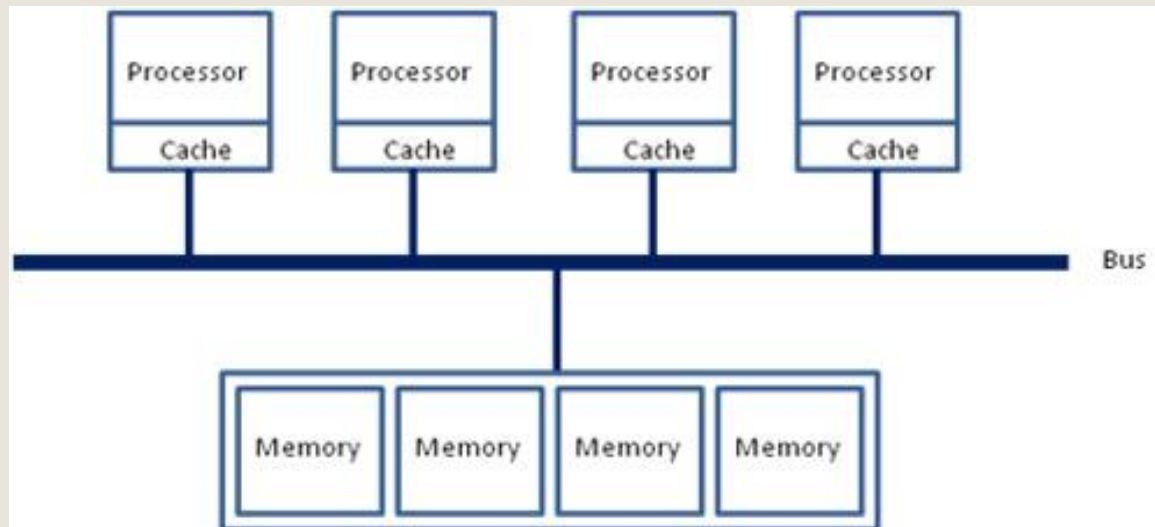 Processor Processor Processor Processor
Cache Cache Cache Cache
Bus
Memory Memory Memory Memory